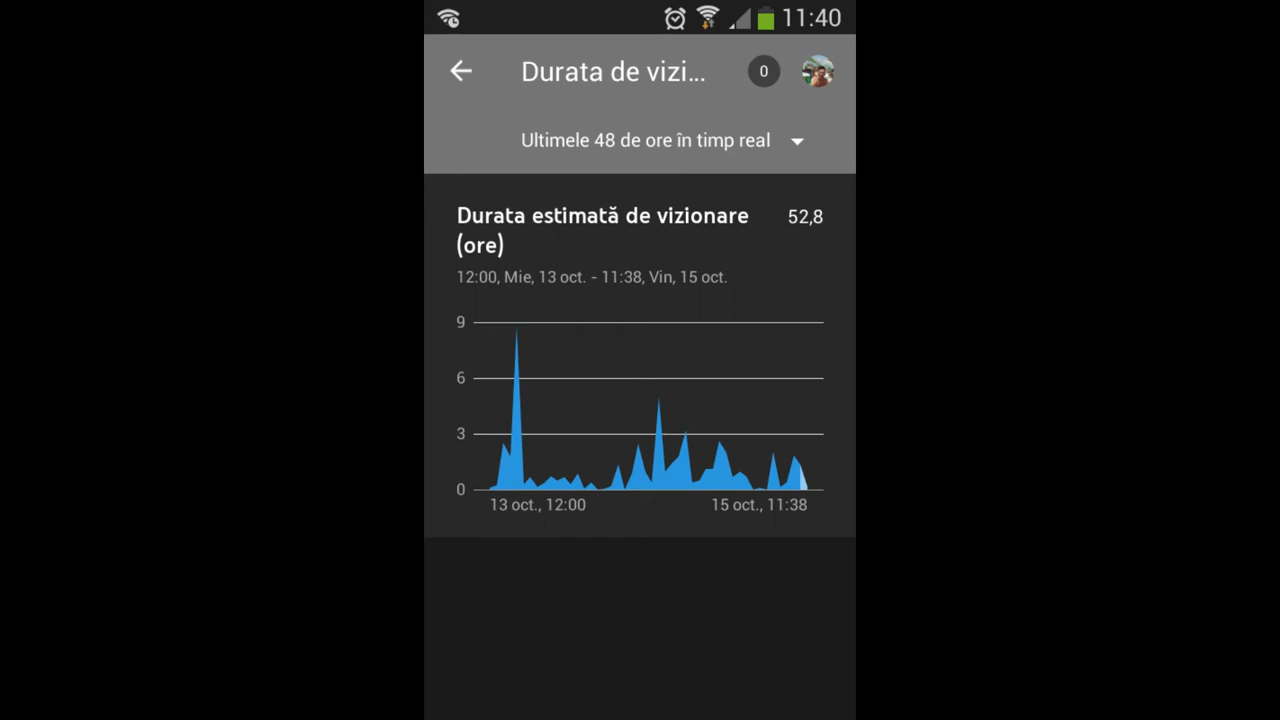 11:40
Durata de vizi...
0
Ultimele 48 de ore în timp real
Durata estimată de vizionare
52,8
(ore)
12:00, Mie, 13 oct. - 11:38, Vin, 15 oct.
9
6
3
0
13 oct., 12:00
15 oct., 11:38